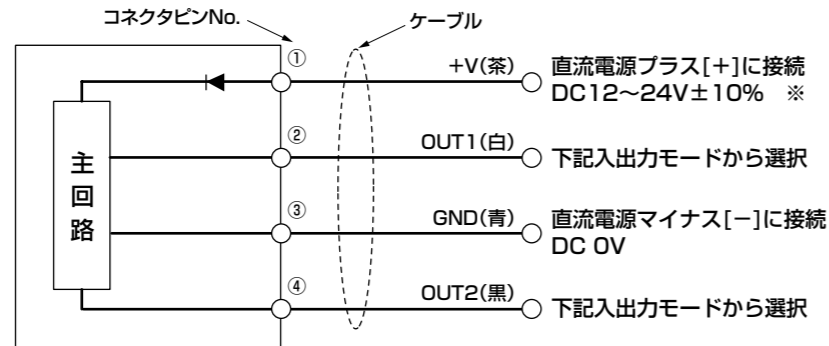 コネクタピンNo.
ケーブル
①
+V(茶)
直流電源プラス[+]に接続
DC12〜24V±10% ※
②
OUT1(白)
下記入出力モードから選択
主回路
③
GND(青)
直流電源マイナス[−]に接続
DC 0V
④
OUT2(黒)
下記入出力モードから選択